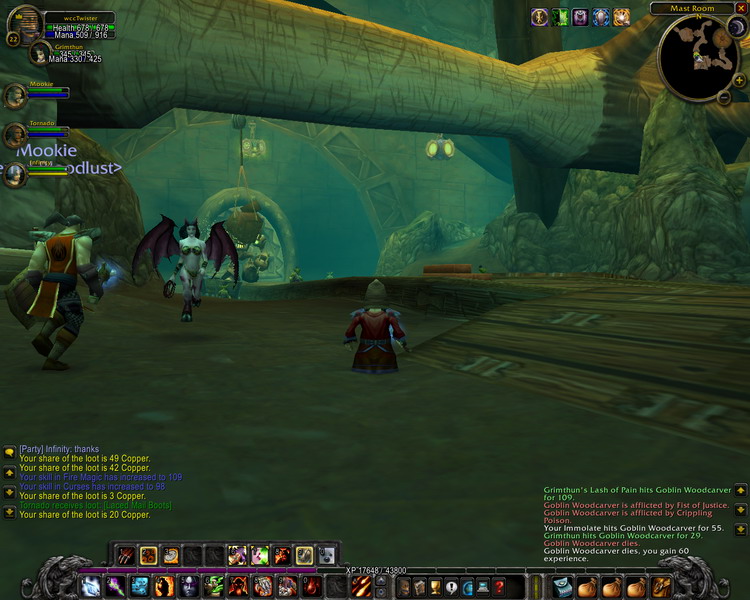 wccTwister
Health 678 / 678
Mana 509 / 916
22
Grimthun
345 / 345
Mana 330 / 425
Mookie
Tornado
Mookie
Infinity
odlust>
Mast Room
N
[Party] Infinity: thanks
Your share of the loot is 49 Copper.
Your share of the loot is 42 Copper.
Your skill in Fire Magic has increased to 109
Your skill in Curses has increased to 98
Your share of the loot is 3 Copper.
Tornado receives loot: [Laced Mail Boots]
Your share of the loot is 20 Copper.
Grimthun's Lash of Pain hits Goblin Woodcarver
for 109.
Goblin Woodcarver is afflicted by Fist of Justice.
Goblin Woodcarver is afflicted by Crippling
Poison.
Your Immolate hits Goblin Woodcarver for 55.
Grimthun hits Goblin Woodcarver for 29.
Goblin Woodcarver dies.
Goblin Woodcarver dies, you gain 60
experience.
XP 17648 / 43800